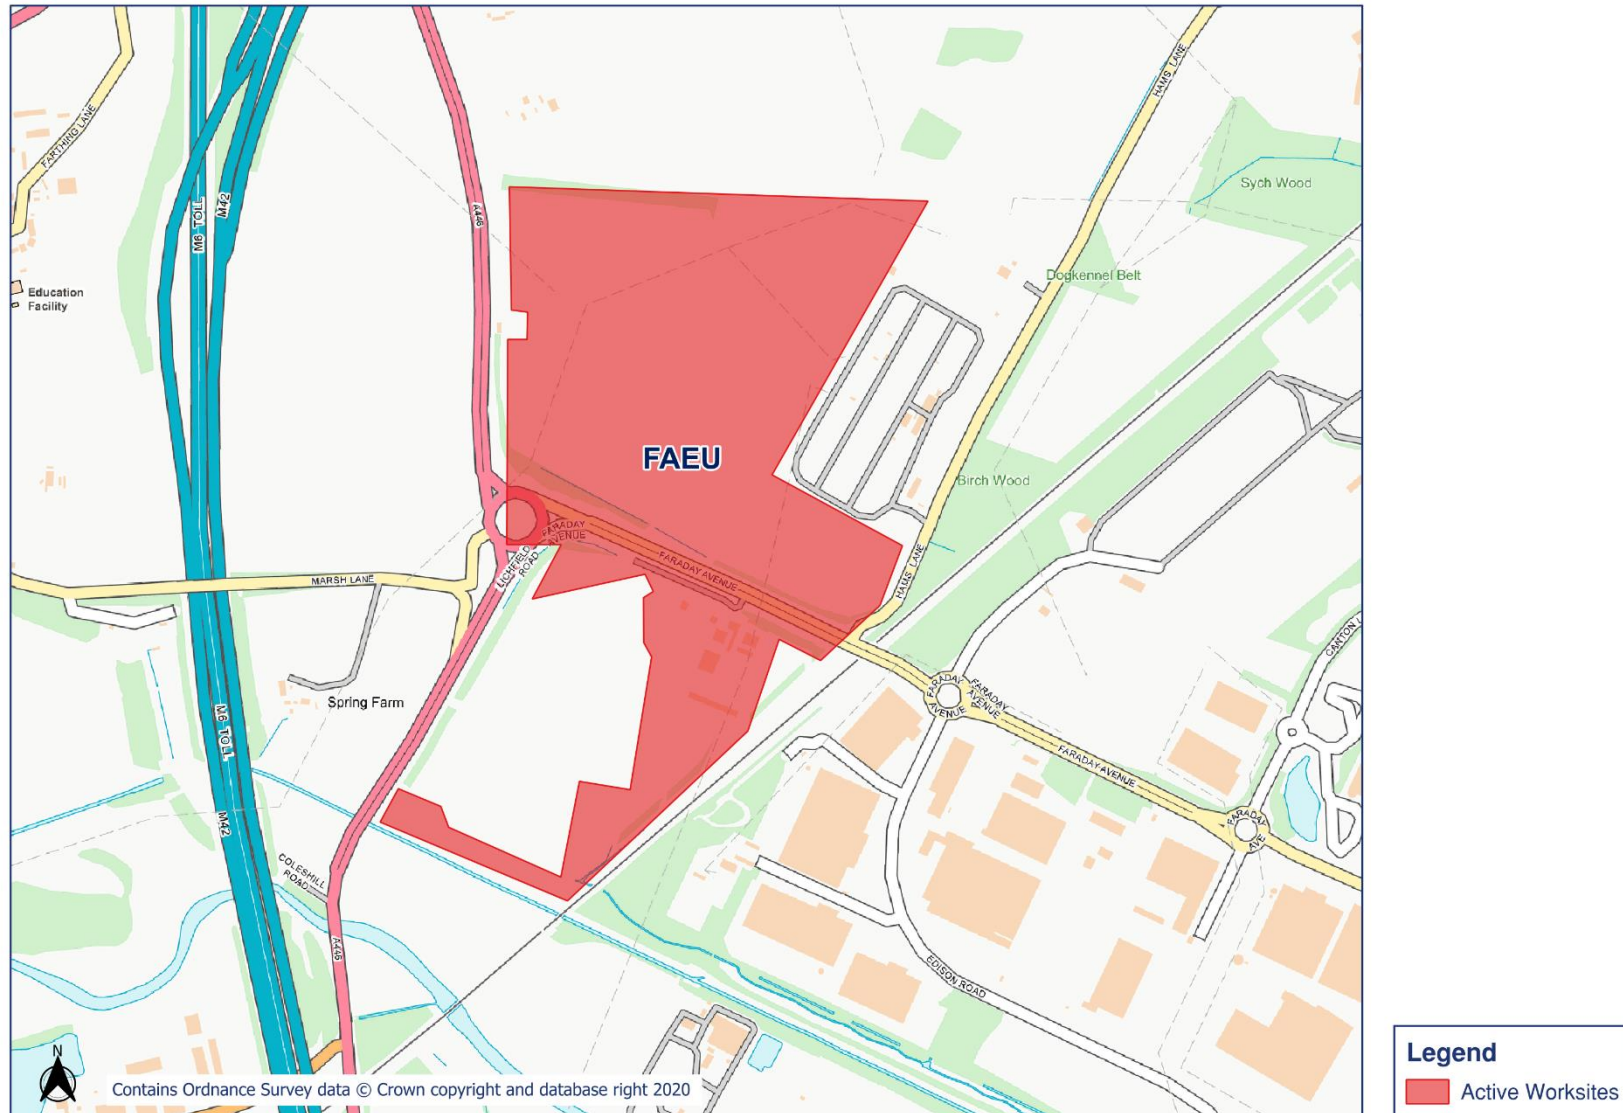 HAMS LANE
FARTHING LANE
M6 TOLL
M42
A446
Sych Wood
Dogkennel Belt
Education
Facility
FAEU
Birch Wood
FARADAY
AVENUE
LICHFIELD
ROAD
FARADAY AVENUE
HAMS LANE
MARSH LANE
Spring Farm
M6 TOLL
M42
FARADAY
AVENUE
FARADAY
AVENUE
FARADAY AVENUE
FARADAY
AVE
COLESHILL
ROAD
A446
EDISON ROAD
N
Contains Ordnance Survey data © Crown copyright and database right 2020
Legend
Active Worksites